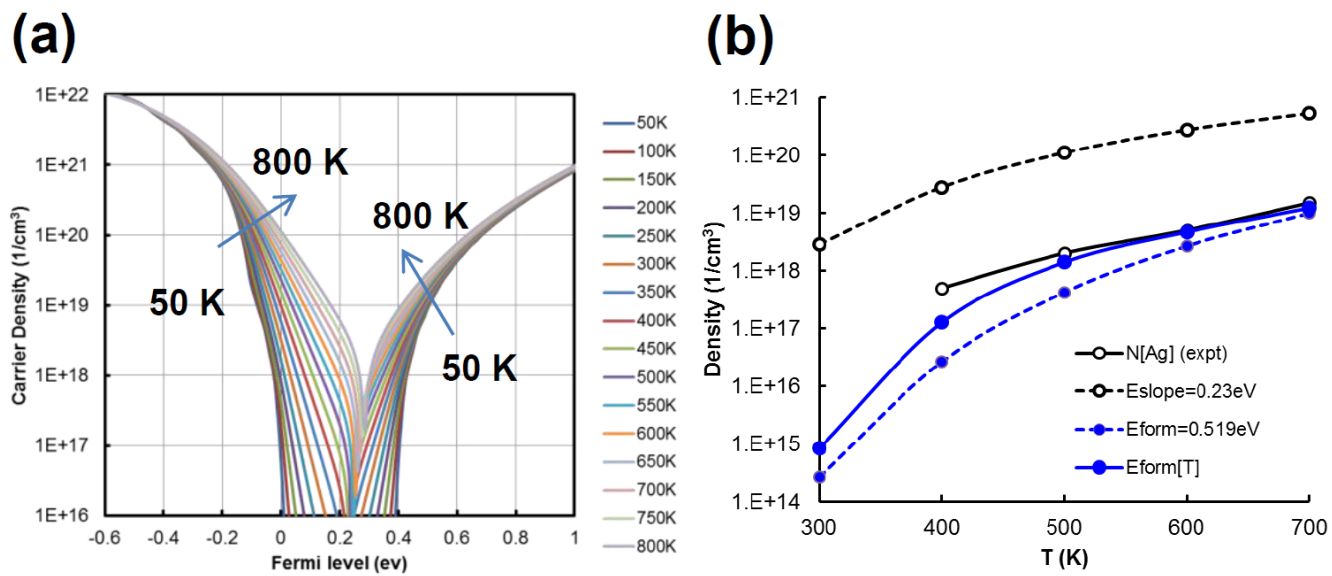 (a)
1E+22
1E+21
1E+20
1E+19
1E+18
1E+17
1E+16
Carrier Density (1/cm³)
-0.6
-0.4
-0.2
0
0.2
0.4
0.6
0.8
1
Fermi level (ev)
800 K
50 K
800 K
50 K
50K
100K
150K
200K
250K
300K
350K
400K
450K
500K
550K
600K
650K
700K
750K
800K
(b)
1.E+21
1.E+20
1.E+19
1.E+18
1.E+17
1.E+16
1.E+15
1.E+14
Density (1/cm³)
300
400
500
600
700
T (K)
N[Ag] (expt)
Eslope=0.23eV
Eform=0.519eV
Eform[T]